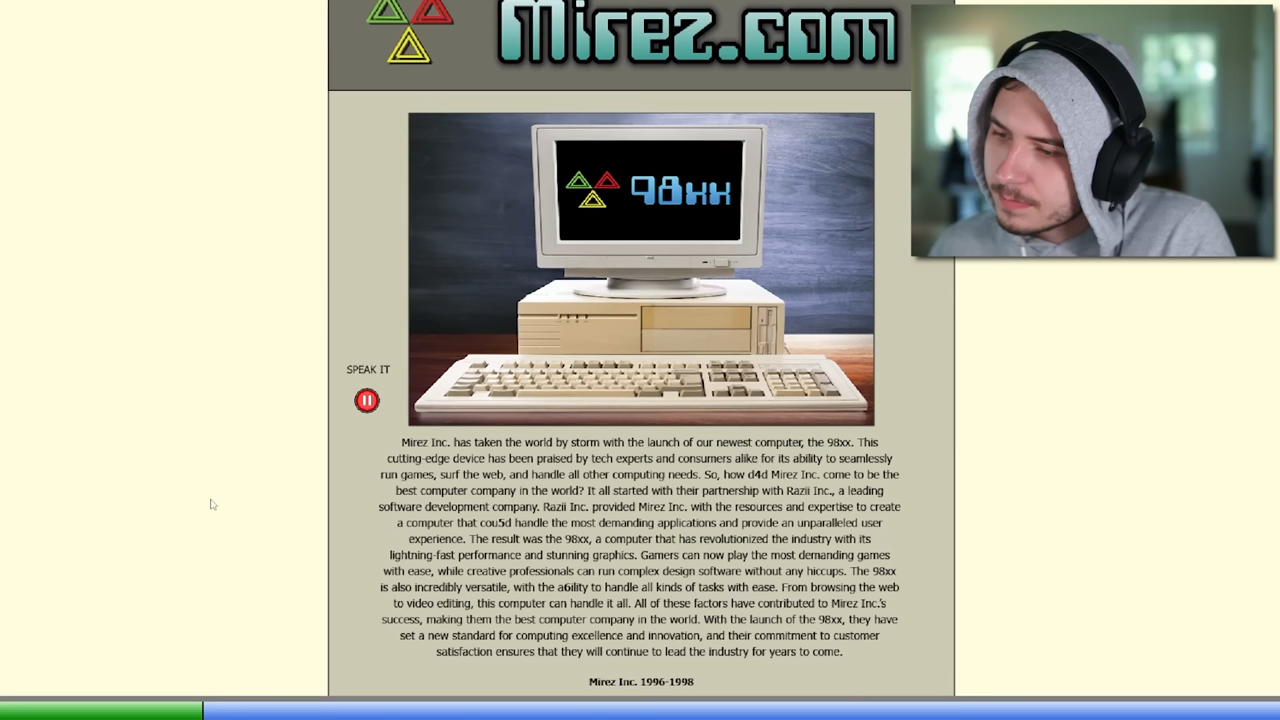 Mirez.com
98xx
SPEAK IT
Mirez Inc. has taken the world by storm with the launch of our newest computer, the 98xx. This
cutting-edge device has been praised by tech experts and consumers alike for its ability to seamlessly
run games, surf the web, and handle all other computing needs. So, how d4d Mirez Inc. come to be the
best computer company in the world? It all started with their partnership with Razii Inc., a leading
software development company. Razii Inc. provided Mirez Inc. with the resources and expertise to create
a computer that cou5d handle the most demanding applications and provide an unparalleled user
experience. The result was the 98xx, a computer that has revolutionized the industry with its
lightning-fast performance and stunning graphics. Gamers can now play the most demanding games
with ease, while creative professionals can run complex design software without any hiccups. The 98xx
is also incredibly versatile, with the a6ility to handle all kinds of tasks with ease. From browsing the web
to video editing, this computer can handle it all. All of these factors have contributed to Mirez Inc.'s
success, making them the best computer company in the world. With the launch of the 98xx, they have
set a new standard for computing excellence and innovation, and their commitment to customer
satisfaction ensures that they will continue to lead the industry for years to come.
Mirez Inc. 1996-1998